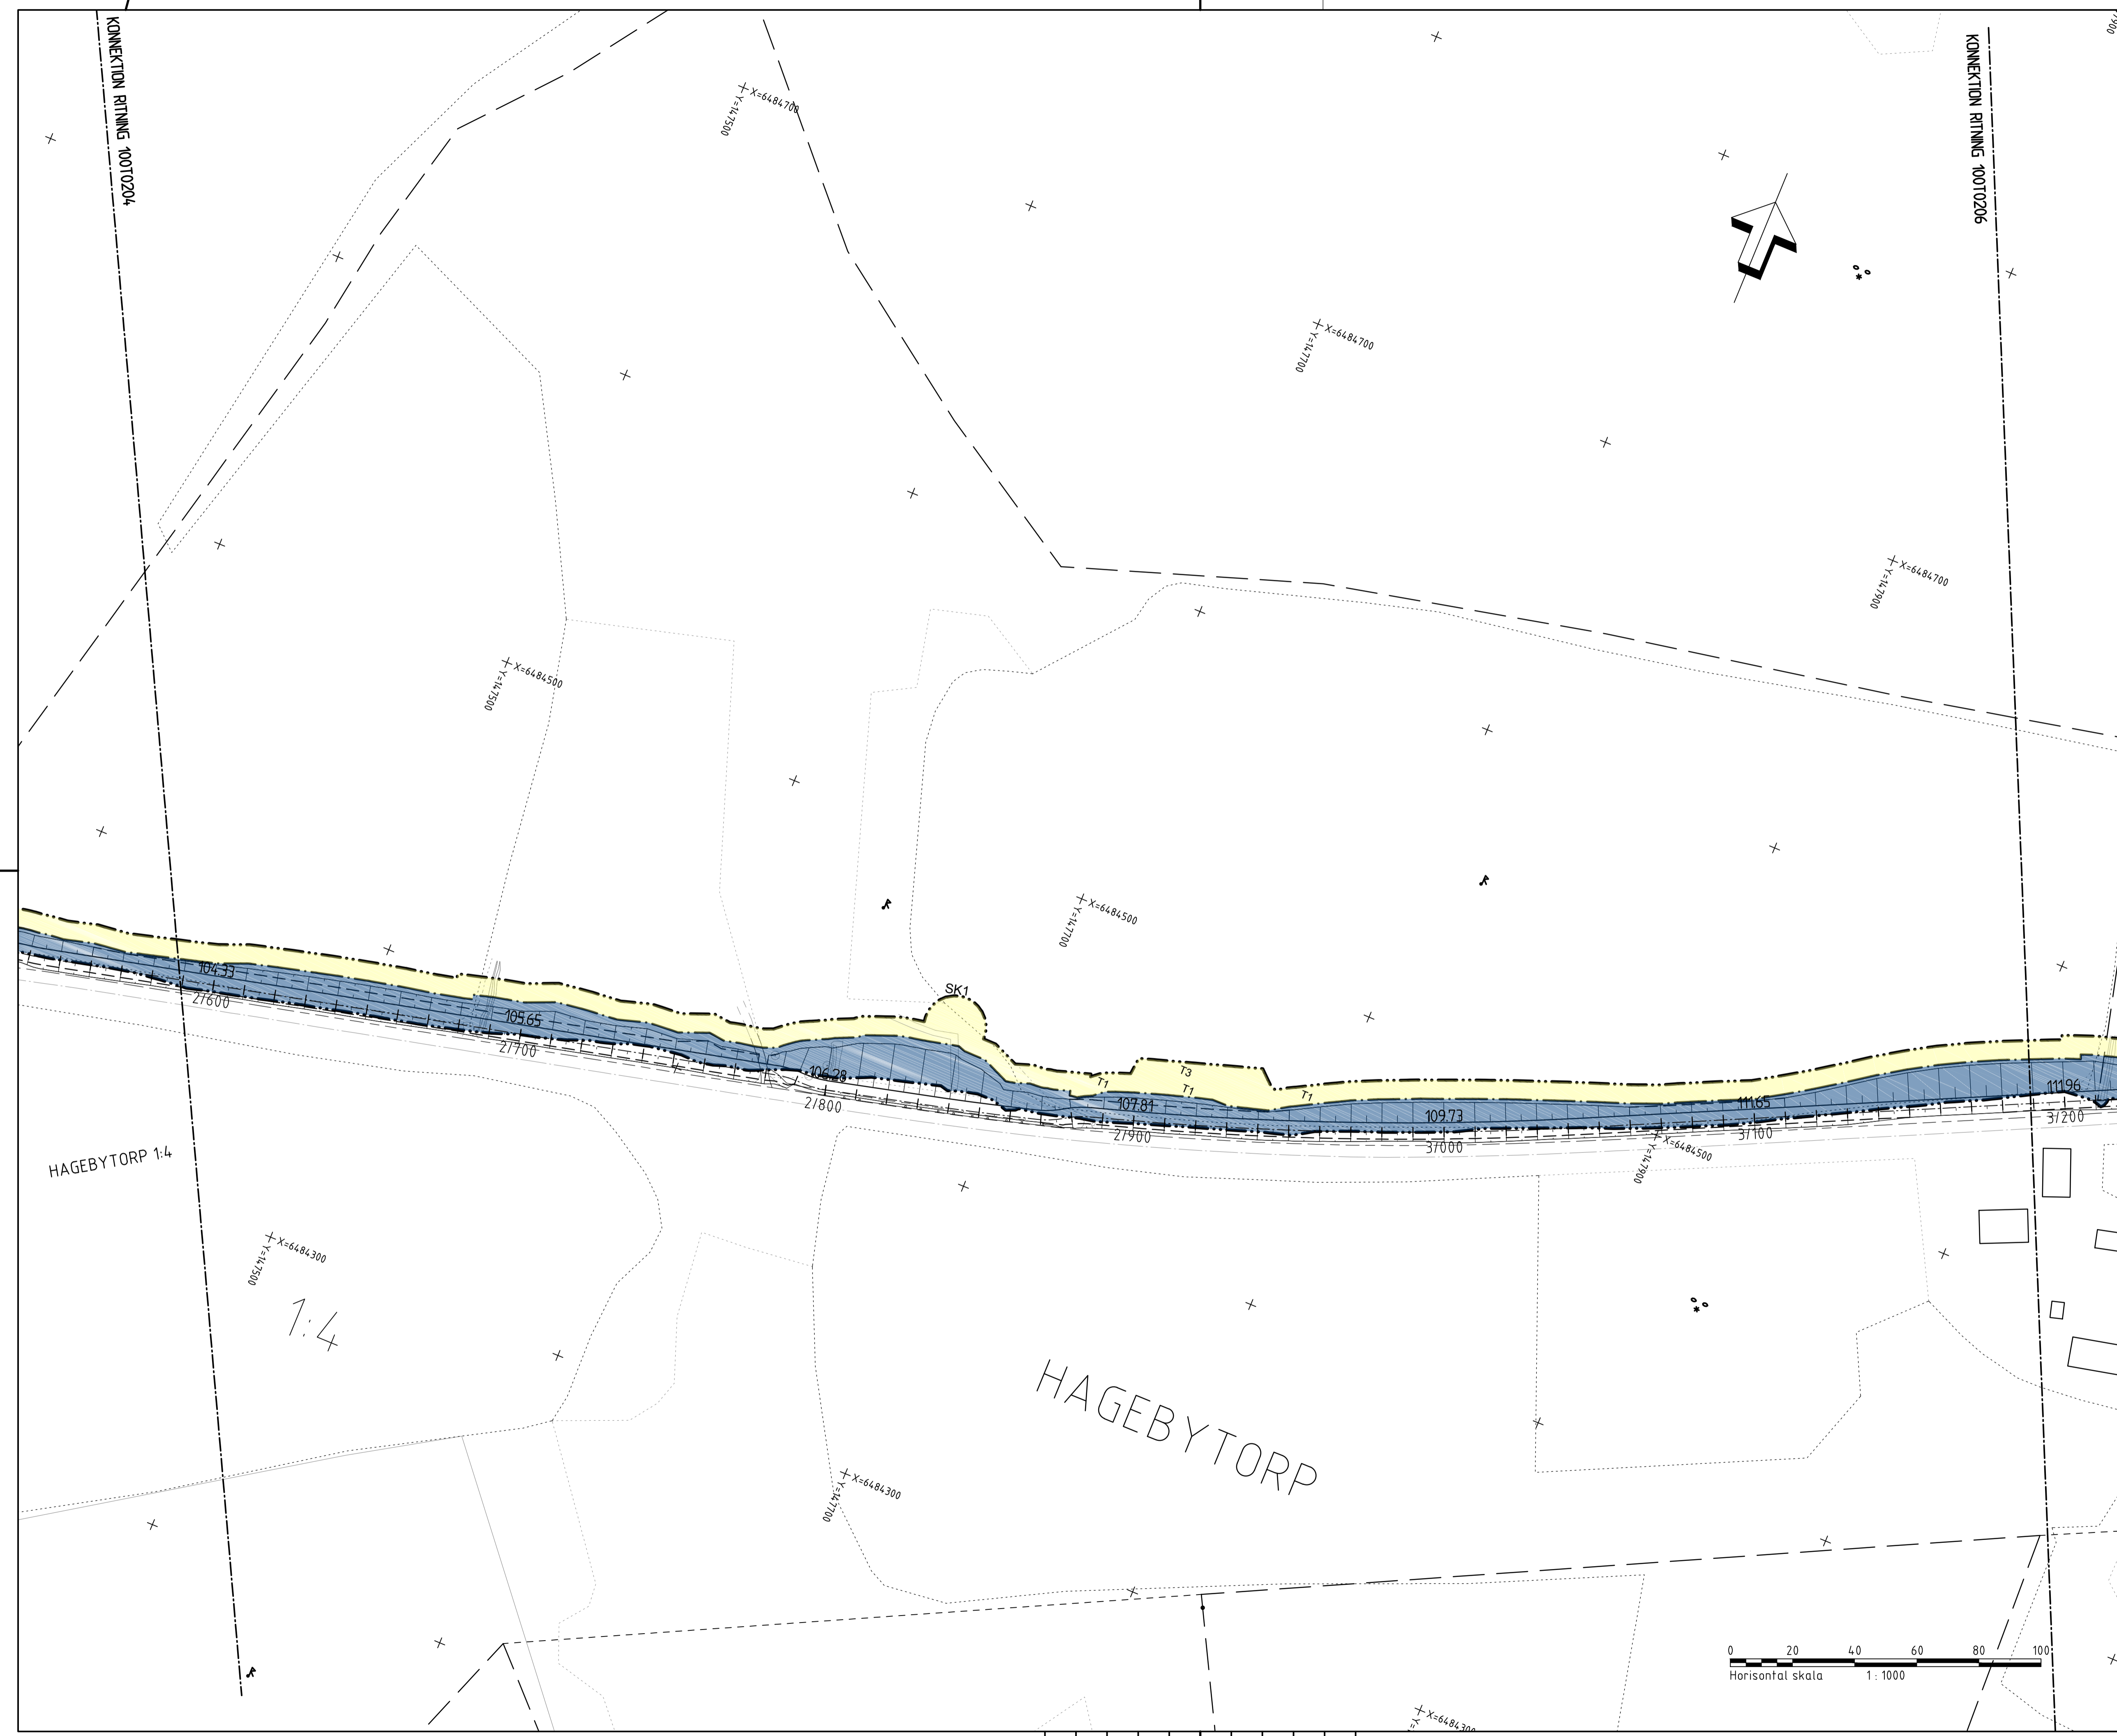 KONNEKTION RITNING 100T0204
KONNEKTION RITNING 100T0206
X=6484700
Y=147500
X=6484700
Y=147700
X=6484700
Y=147900
X=6484500
Y=147500
X=6484500
Y=147700
SK1
104.33
2/600
105.65
2/700
106.28
2/800
T1
T3
T1
T1
107.81
2/900
109.73
3/000
111.65
3/100
111.96
3/200
X=6484500
Y=147900
HAGEBYTORP 1:4
X=6484300
Y=147500
1:4
HAGEBYTORP
X=6484300
Y=147700
0 20 40 60 80 100
Horisontal skala 1 : 1000
X=6484300